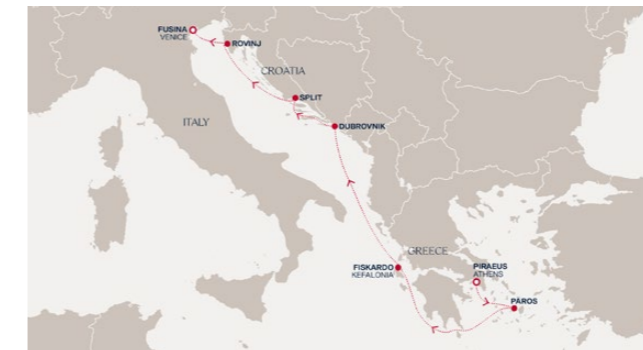 FUSINA
VENICE
ROVINJ
CROATIA
SPLIT
ITALY
DUBROVNIK
GREECE
FISKARDO
KEFALONIA
PIRAEUS
ATHENS
PAROS